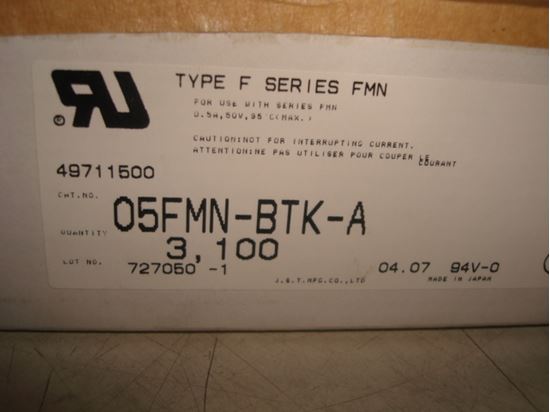 TYPE F SERIES FMN
FOR USE WITH SERIES FMN
0.5A,50V,95°C(MAX.)
CAUTION:NOT FOR INTERRUPTING CURRENT.
ATTENTION:NE PAS UTILISER POUR COUPER LE
COURANT
49711500
CAT.NO. 05FMN-BTK-A
QUANTITY 3,100
LOT NO. 727050 -1 04.07 94V-0
J.S.T.MFG.CO.,LTD MADE IN JAPAN